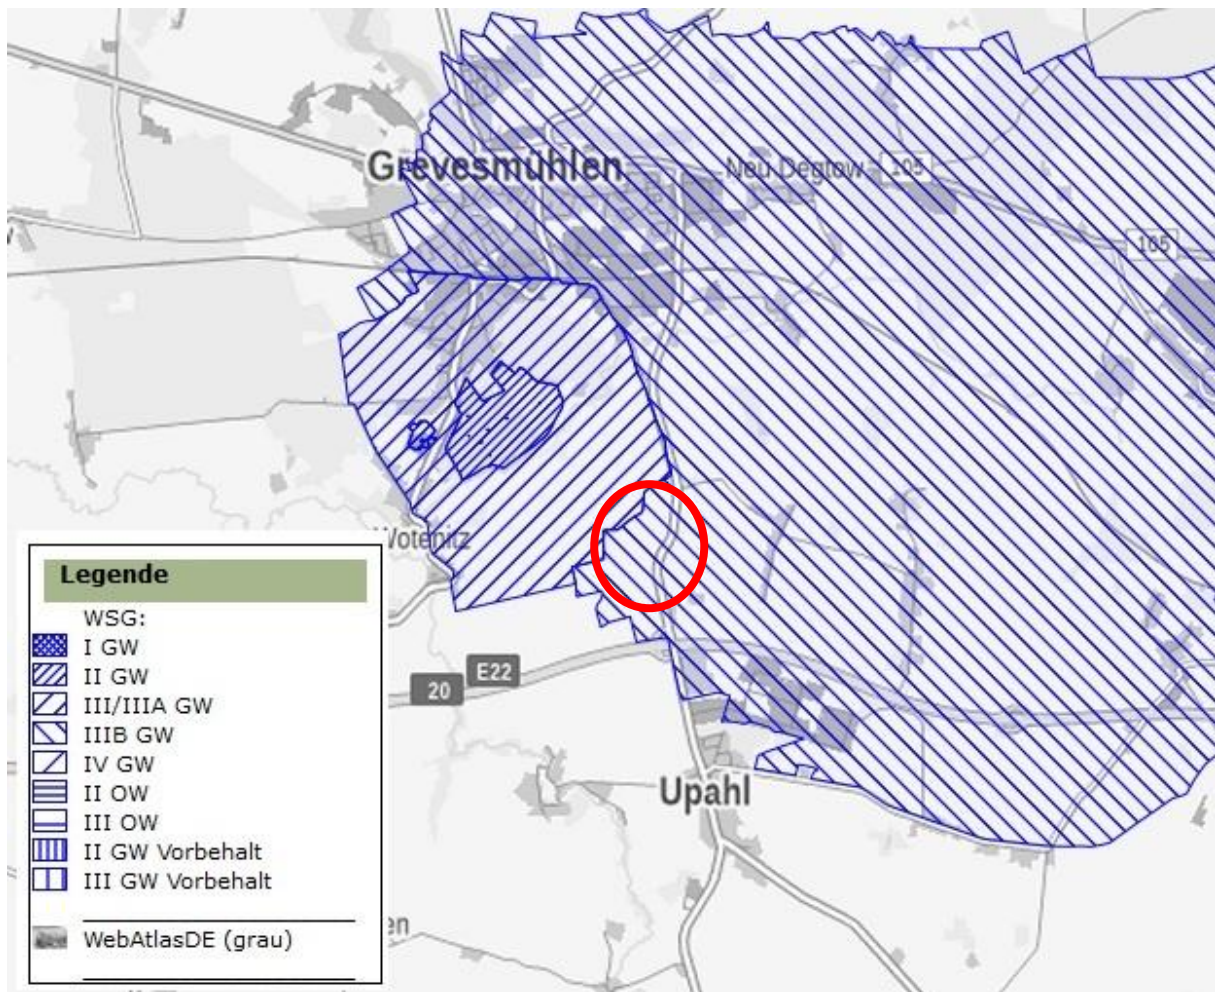 Grevesmühlen
Neu Degtow
105
105
Wotenitz
E22
20
Upahl
en
Legende
WSG:
I GW
II GW
III/IIIA GW
IIIB GW
IV GW
II OW
III OW
II GW Vorbehalt
III GW Vorbehalt
WebAtlasDE (grau)